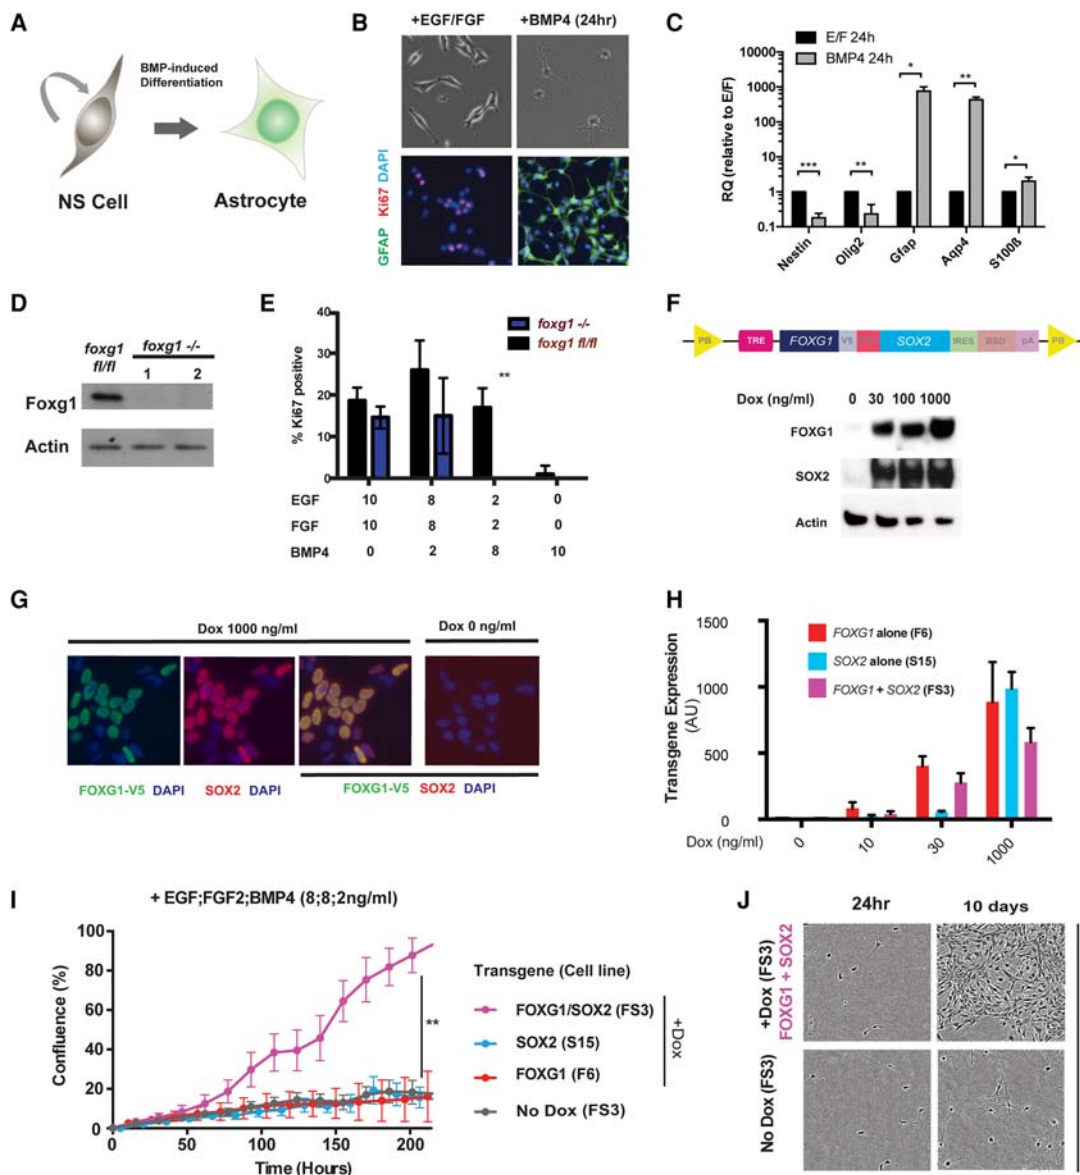 A
BMP-induced
Differentiation
NS Cell
Astrocyte
B
+EGF/FGF
+BMP4 (24hr)
GFAP Ki67 DAPI
C
E/F 24h
BMP4 24h
RQ (relative to E/F)
10000
1000
100
10
1
0.1
***
**
*
**
*
Nestin
Olig2
Gfap
Aqp4
S100ß
D
foxg1 fl/fl
foxg1 -/-
1 2
Foxg1
Actin
E
% Ki67 positive
40
30
20
10
0
foxg1 -/-
foxg1 fl/fl
**
EGF 10 8 2 0
FGF 10 8 2 0
BMP4 0 2 8 10
F
PB TRE FOXG1 V5 SOX2 IRES BSD pA PB
Dox (ng/ml) 0 30 100 1000
FOXG1
SOX2
Actin
G
Dox 1000 ng/ml
Dox 0 ng/ml
FOXG1-V5 DAPI
SOX2 DAPI
FOXG1-V5 SOX2 DAPI
H
Transgene Expression
(AU)
1500
1000
500
0
FOXG1 alone (F6)
SOX2 alone (S15)
FOXG1 + SOX2 (FS3)
Dox (ng/ml)
0 10 30 1000
I
+ EGF;FGF2;BMP4 (8;8;2ng/ml)
Confluence (%)
100
80
60
40
20
0
0 50 100 150 200
Time (Hours)
**
Transgene (Cell line)
FOXG1/SOX2 (FS3)
SOX2 (S15)
FOXG1 (F6)
No Dox (FS3)
+Dox
J
24hr
10 days
+Dox (FS3)
FOXG1 + SOX2
No Dox (FS3)